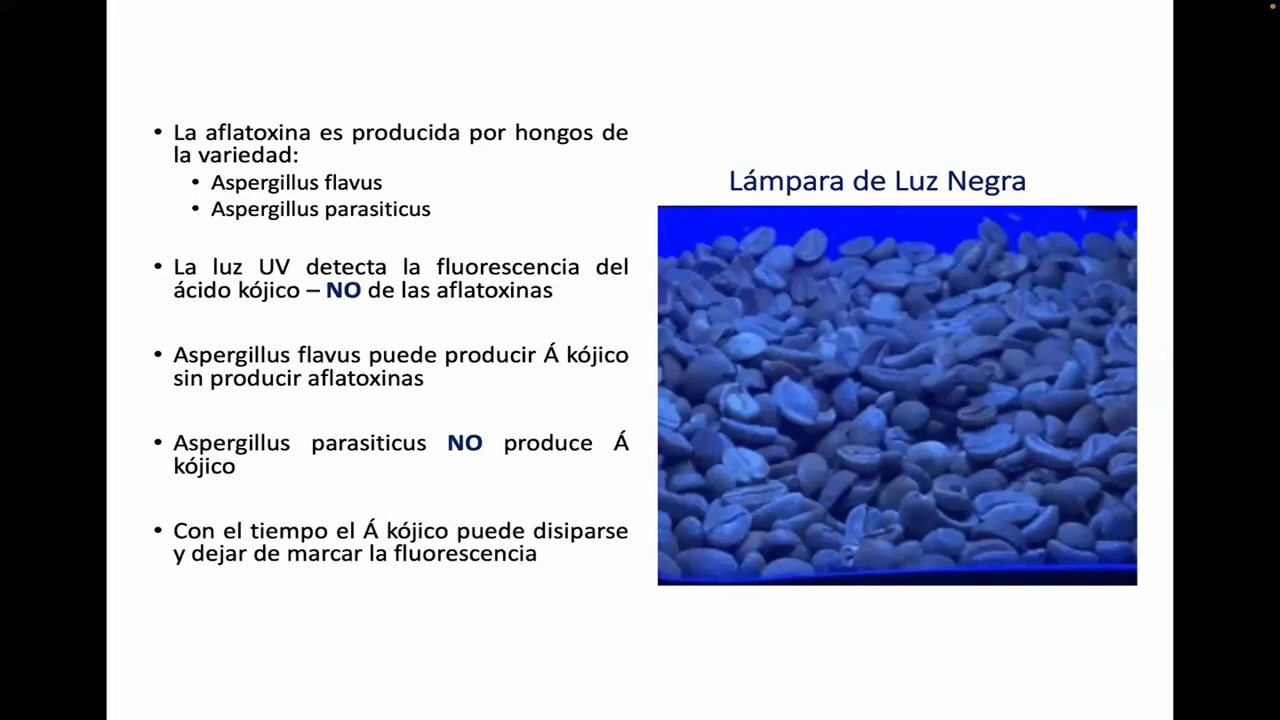 • La aflatoxina es producida por hongos de
la variedad:
• Aspergillus flavus
• Aspergillus parasiticus
• La luz UV detecta la fluorescencia del
ácido kójico – NO de las aflatoxinas
• Aspergillus flavus puede producir Á kójico
sin producir aflatoxinas
• Aspergillus parasiticus NO produce Á
kójico
• Con el tiempo el Á kójico puede disiparse
y dejar de marcar la fluorescencia
Lámpara de Luz Negra